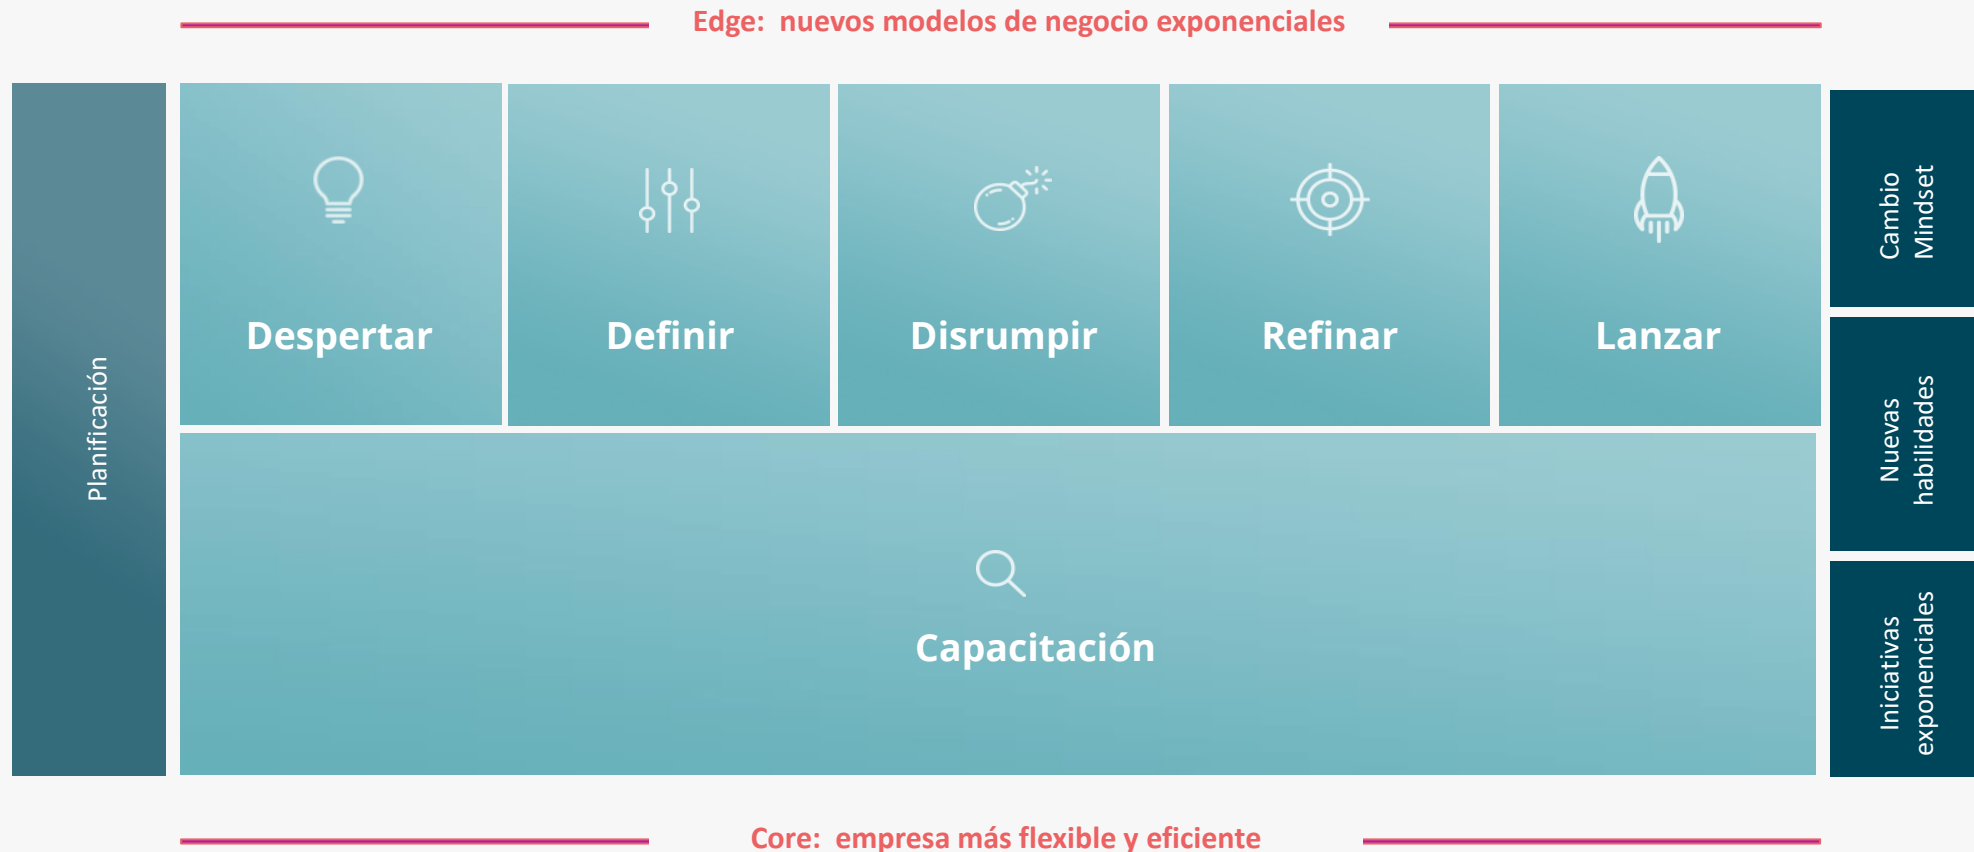 Edge: nuevos modelos de negocio exponenciales
Planificación
Despertar
Definir
Disrumpir
Refinar
Lanzar
Capacitación
Cambio
Mindset
Nuevas
habilidades
Iniciativas
exponenciales
Core: empresa más flexible y eficiente